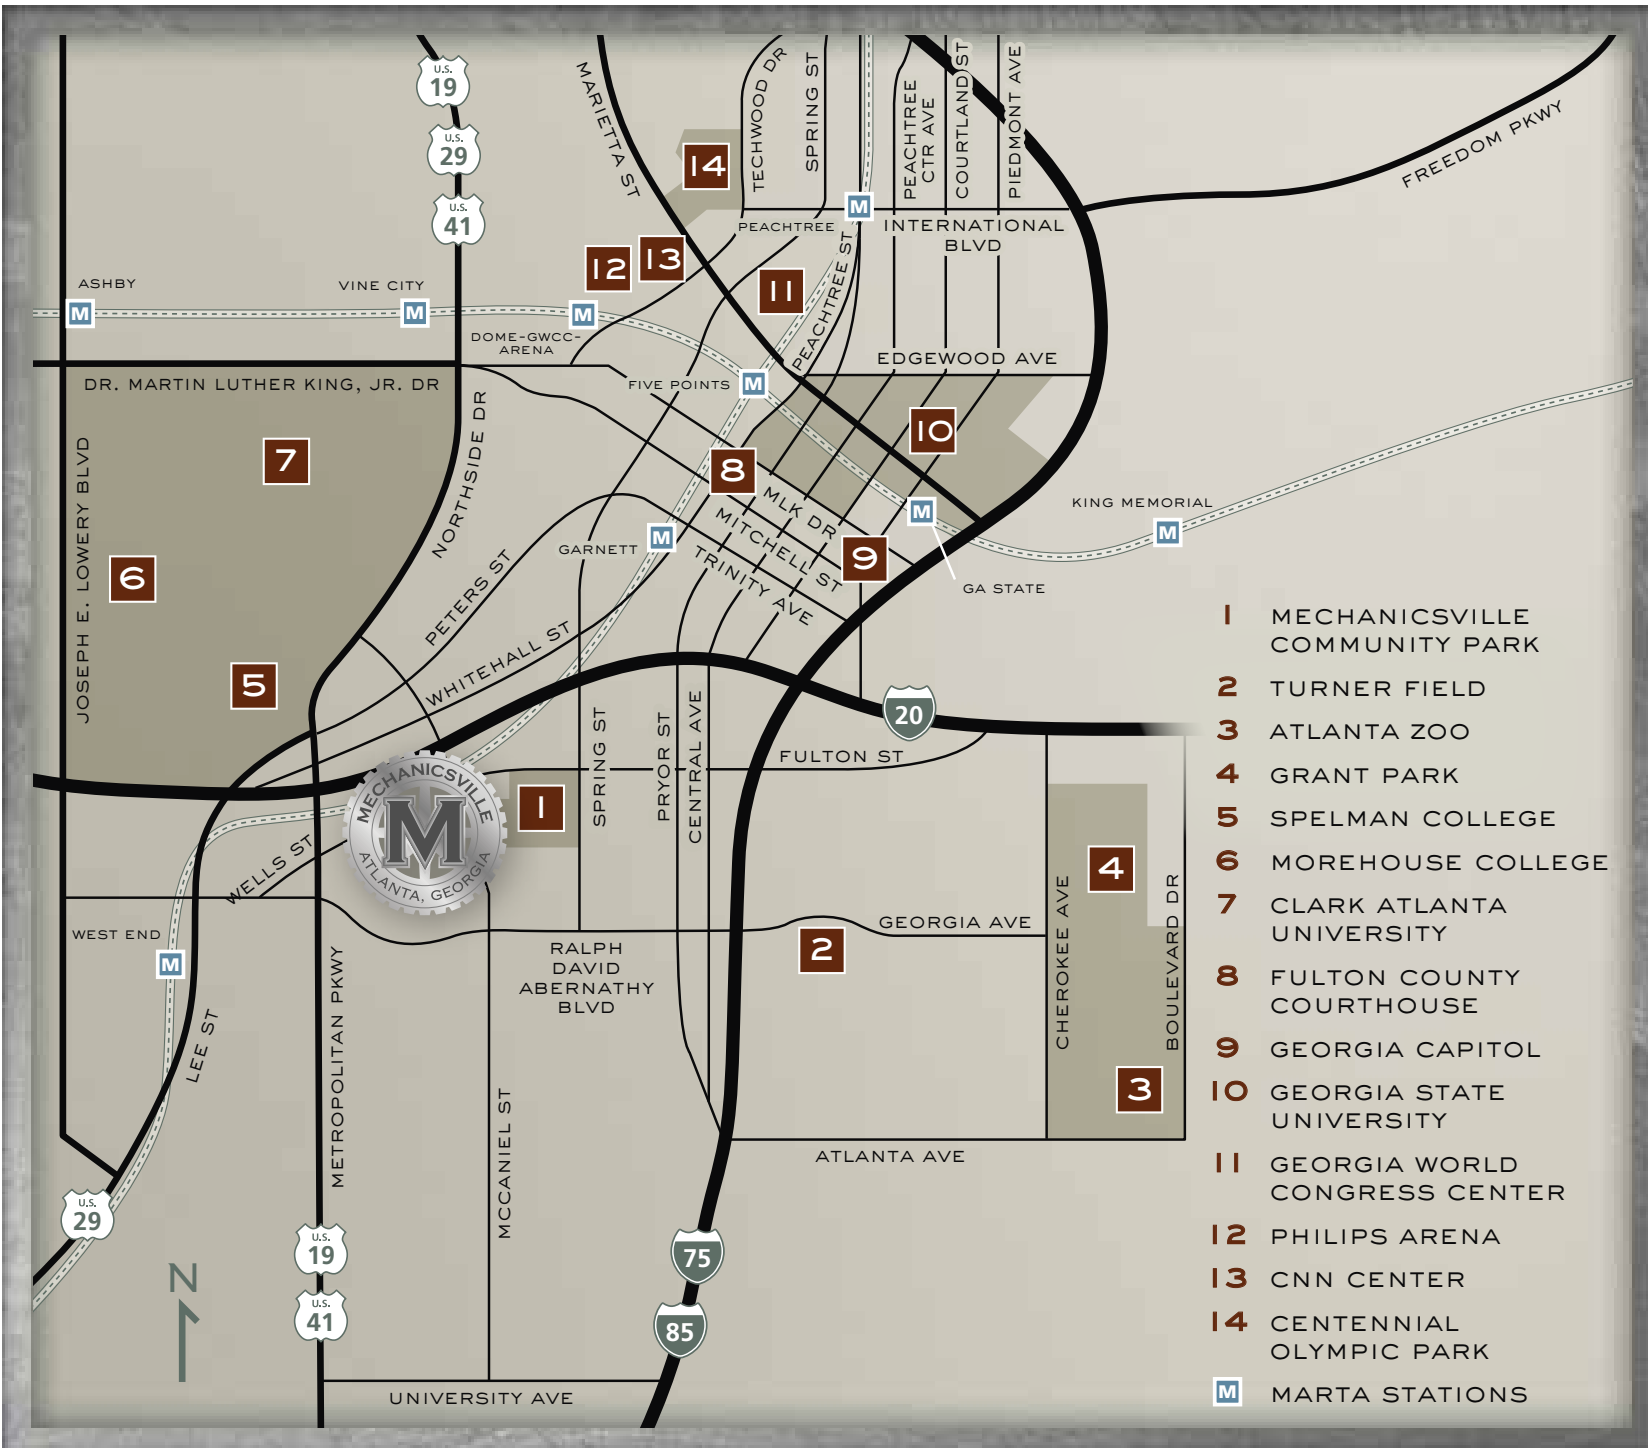 U.S.
19
U.S.
29
U.S.
41
MARIETTA ST
TECHWOOD DR
SPRING ST
PEACHTREE
CTR AVE
COURTLAND ST
PIEDMONT AVE
FREEDOM PKWY
14
M
PEACHTREE
INTERNATIONAL
BLVD
12
13
11
PEACHTREE ST
ASHBY
M
VINE CITY
M
M
DOME-GWCC-
ARENA
EDGEWOOD AVE
DR. MARTIN LUTHER KING, JR. DR
FIVE POINTS
M
JOSEPH E. LOWERY BLVD
7
NORTHSIDE DR
10
8
MLK DR
MITCHELL ST
TRINITY AVE
M
KING MEMORIAL
M
GARNETT
M
9
GA STATE
6
PETERS ST
WHITEHALL ST
5
20
SPRING ST
PRYOR ST
CENTRAL AVE
FULTON ST
MECHANICSVILLE
M
ATLANTA, GEORGIA
1
WELLS ST
4
CHEROKEE AVE
BOULEVARD DR
GEORGIA AVE
2
WEST END
M
RALPH
DAVID
ABERNATHY
BLVD
LEE ST
METROPOLITAN PKWY
MCCANIEL ST
3
ATLANTA AVE
U.S.
29
U.S.
19
U.S.
41
N
75
85
UNIVERSITY AVE
1 MECHANICSVILLE
COMMUNITY PARK
2 TURNER FIELD
3 ATLANTA ZOO
4 GRANT PARK
5 SPELMAN COLLEGE
6 MOREHOUSE COLLEGE
7 CLARK ATLANTA
UNIVERSITY
8 FULTON COUNTY
COURTHOUSE
9 GEORGIA CAPITOL
10 GEORGIA STATE
UNIVERSITY
11 GEORGIA WORLD
CONGRESS CENTER
12 PHILIPS ARENA
13 CNN CENTER
14 CENTENNIAL
OLYMPIC PARK
M MARTA STATIONS